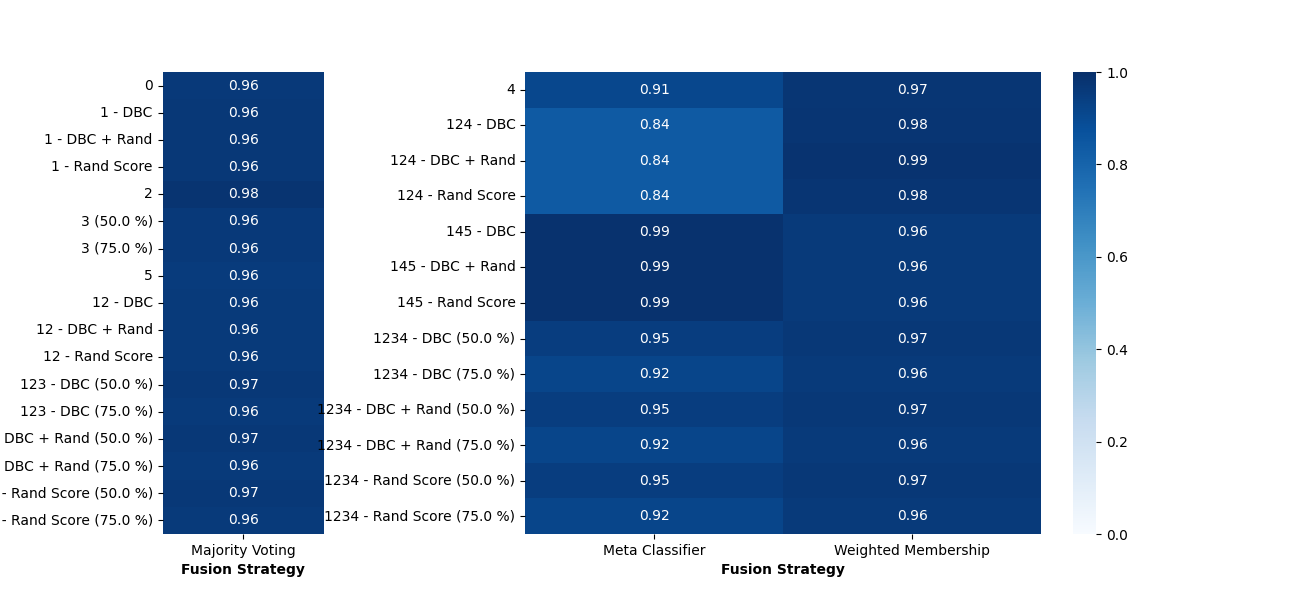 0 0.96
1 - DBC 0.96
1 - DBC + Rand 0.96
1 - Rand Score 0.96
2 0.98
3 (50.0 %) 0.96
3 (75.0 %) 0.96
5 0.96
12 - DBC 0.96
12 - DBC + Rand 0.96
12 - Rand Score 0.96
123 - DBC (50.0 %) 0.97
123 - DBC (75.0 %) 0.96
DBC + Rand (50.0 %) 0.97
DBC + Rand (75.0 %) 0.96
- Rand Score (50.0 %) 0.97
- Rand Score (75.0 %) 0.96
Majority Voting
Fusion Strategy
4 0.91 0.97
124 - DBC 0.84 0.98
124 - DBC + Rand 0.84 0.99
124 - Rand Score 0.84 0.98
145 - DBC 0.99 0.96
145 - DBC + Rand 0.99 0.96
145 - Rand Score 0.99 0.96
1234 - DBC (50.0 %) 0.95 0.97
1234 - DBC (75.0 %) 0.92 0.96
1234 - DBC + Rand (50.0 %) 0.95 0.97
1234 - DBC + Rand (75.0 %) 0.92 0.96
1234 - Rand Score (50.0 %) 0.95 0.97
1234 - Rand Score (75.0 %) 0.92 0.96
Meta Classifier Weighted Membership
Fusion Strategy
1.0
0.8
0.6
0.4
0.2
0.0